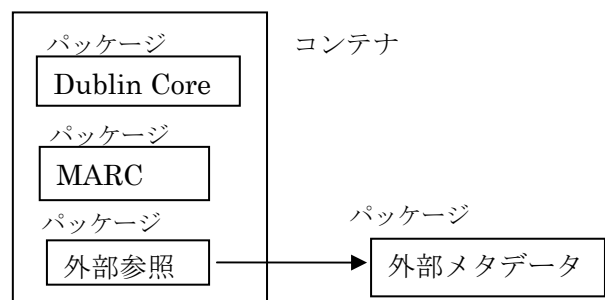 パッケージ
コンテナ
Dublin Core
パッケージ
MARC
パッケージ
パッケージ
外部参照
外部メタデータ